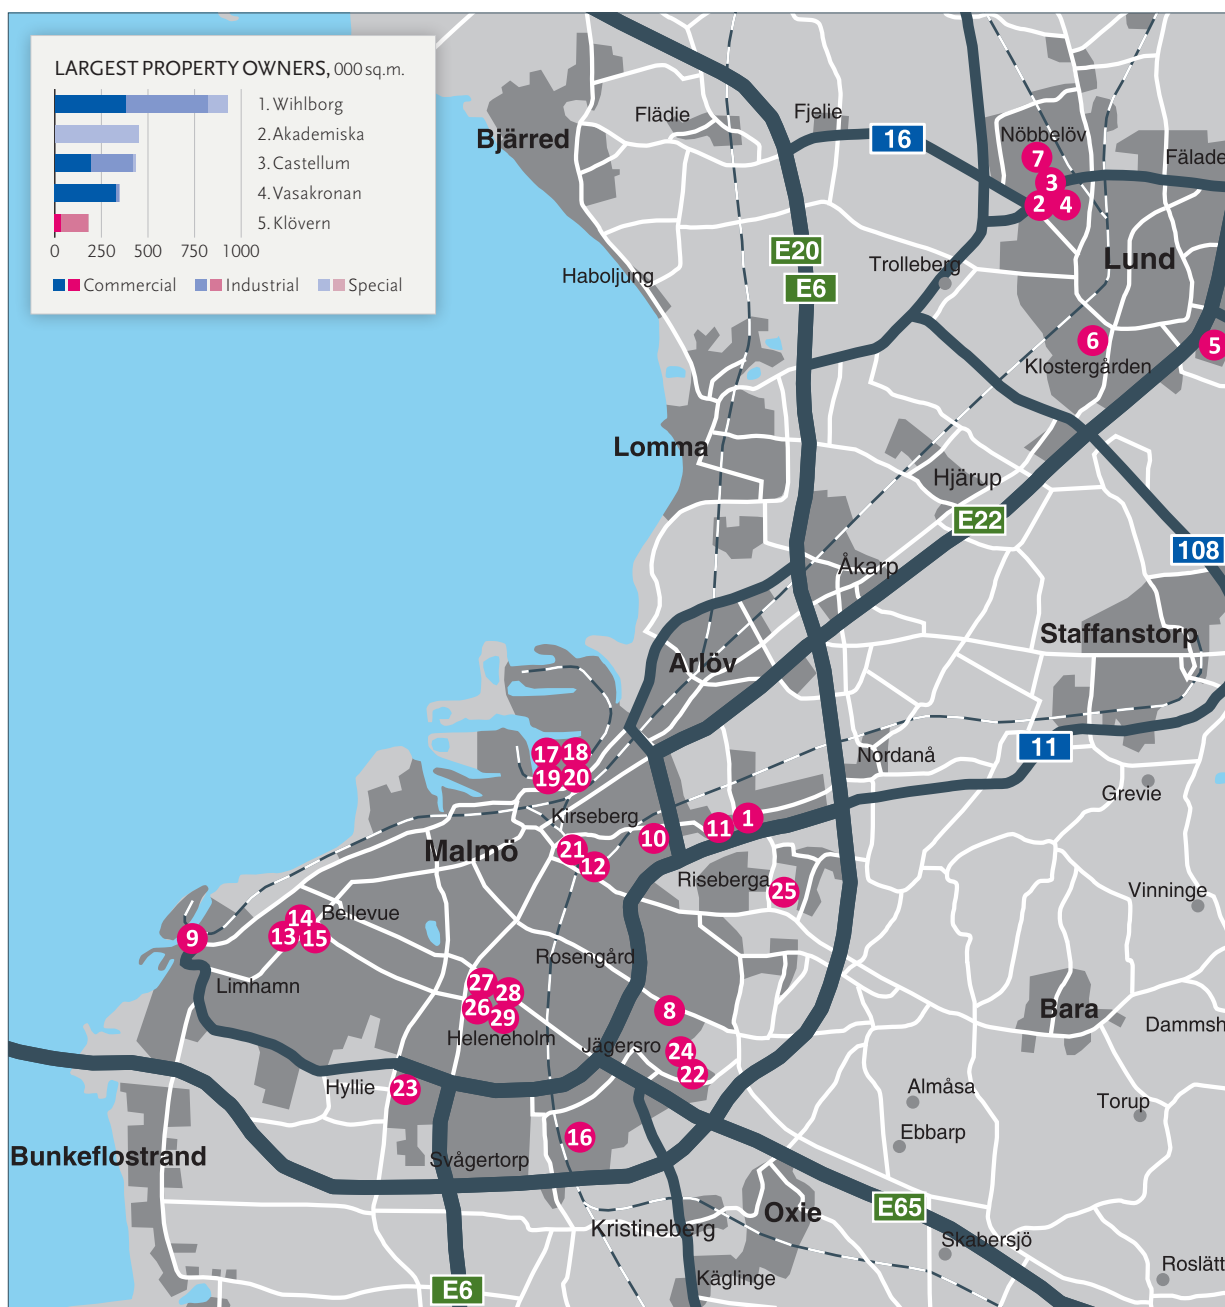 LARGEST PROPERTY OWNERS, 000 sq.m.
1. Wihlborg
2. Akademiska
3. Castellum
4. Vasakronan
5. Klövern
0 250 500 750 1000
Commercial Industrial Special
Flädie
Fjelie
Bjärred
16
Nöbbelöv
7
Fälade
3
2 4
E20
Lund
Trolleberg
Haboljung
E6
6
5
Klostergården
Lomma
Hjärup
E22
108
Åkarp
Staffanstorp
Arlöv
17 18
11
Nordanå
19 20
Grevie
Kirseberg
1
11
10
Malmö
21
12
Riseberga
25
Vinninge
14
Bellevue
9
13 15
Rosengård
Limhamn
27
28
26
29
8
Bara
Dammsh
Heleneholm
Jägersro
24
22
Hyllie
23
Almåsa
Torup
16
Ebbarp
Bunkeflostrand
Svågertorp
E65
Oxie
Kristineberg
Skabersjö
Roslätt
Käglinge
E6